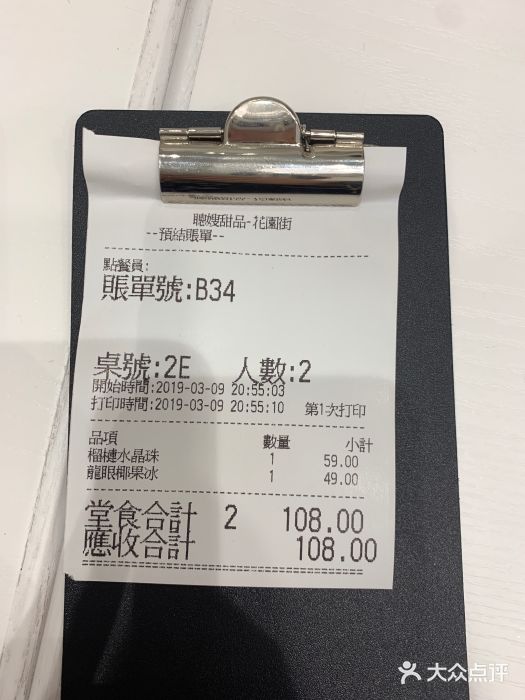 聰嫂甜品-花園街
--預結賬單--
點餐員:
賬單號:B34
桌號:2E 人數:2
開始時間:2019-03-09 20:55:03
打印時間:2019-03-09 20:55:10 第1次打印
品項 數量 小計
榴槤水晶珠 1 59.00
龍眼椰果冰 1 49.00
堂食合計 2 108.00
應收合計 108.00
大众点评